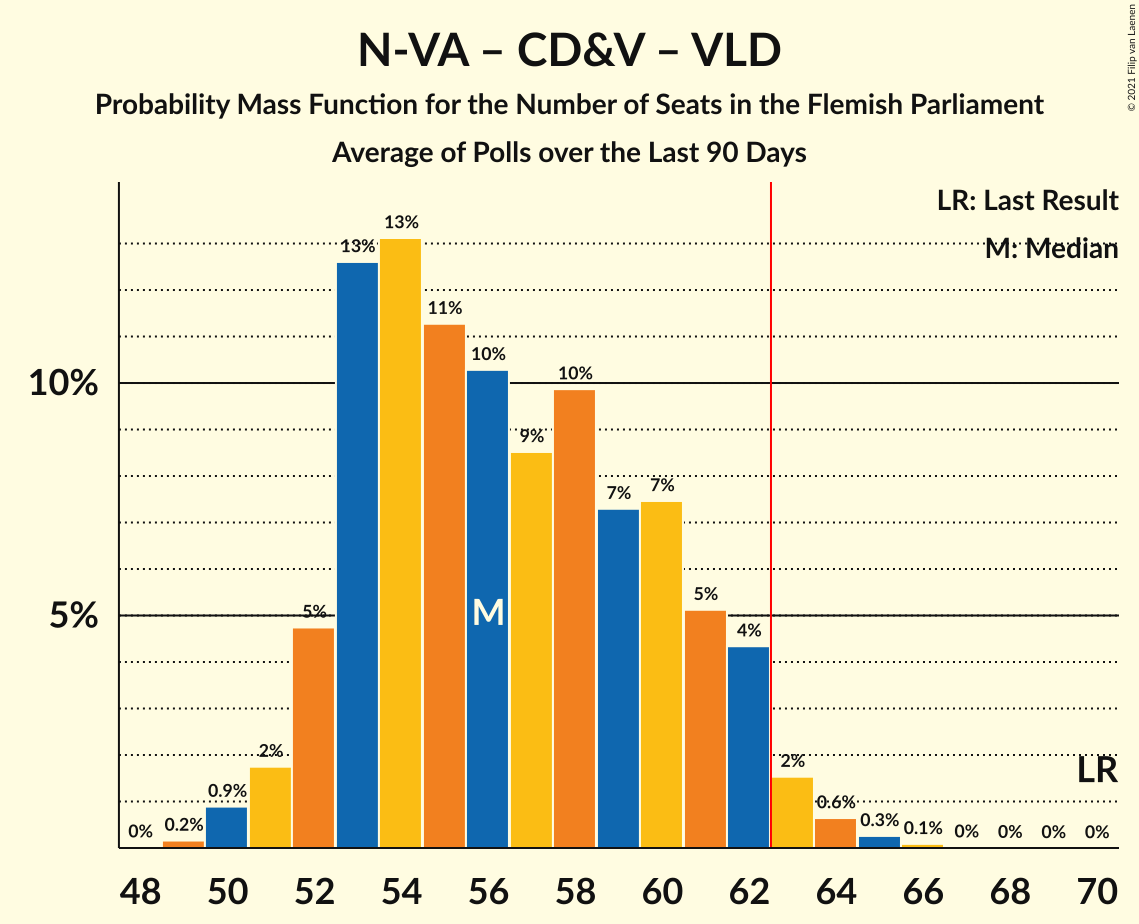 N-VA – CD&V – VLD
Probability Mass Function for the Number of Seats in the Flemish Parliament
Average of Polls over the Last 90 Days
© 2021 Filip van Laenen
LR: Last Result
M: Median
10%
5%
0% 0.2% 0.9% 2% 5% 13% 13% 11% 10% 9% 10% 7% 7% 5% 4% 2% 0.6% 0.3% 0.1% 0% 0% 0% 0%
M
LR
48 50 52 54 56 58 60 62 64 66 68 70